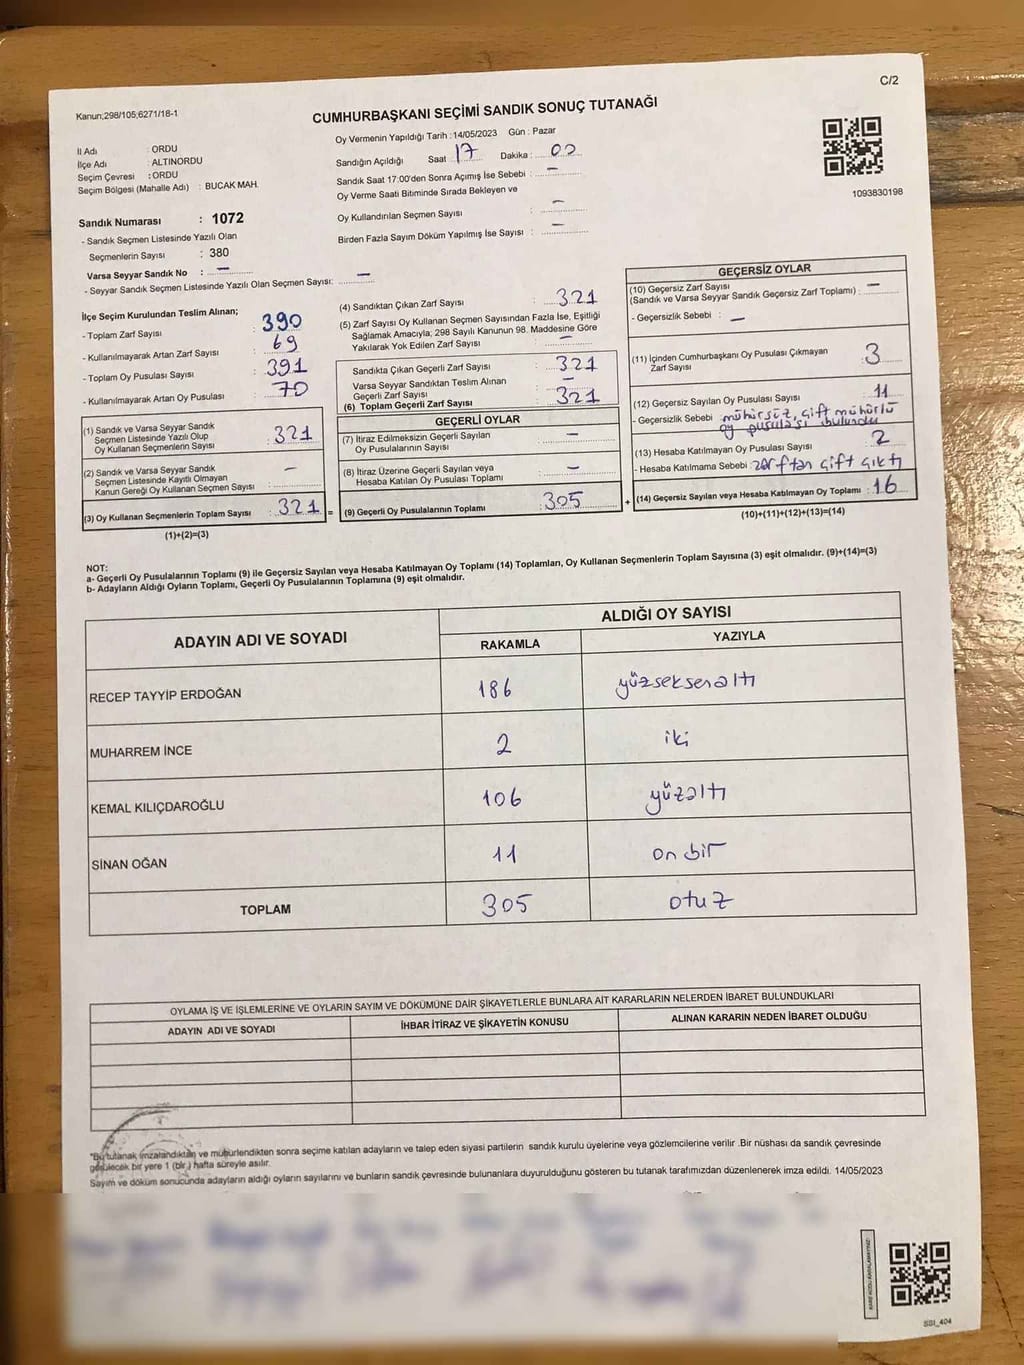 C/2
Kanun;298/105;6271/18-1
CUMHURBAŞKANI SEÇİMİ SANDIK SONUÇ TUTANAĞI
İl Adı : ORDU
İlçe Adı : ALTINORDU
Seçim Çevresi : ORDU
Seçim Bölgesi (Mahalle Adı) : BUCAK MAH.
Sandık Numarası : 1072
- Sandık Seçmen Listesinde Yazılı Olan
Seçmenlerin Sayısı : 380
Varsa Seyyar Sandık No : -
- Seyyar Sandık Seçmen Listesinde Yazılı Olan Seçmen Sayısı: -
Oy Vermenin Yapıldığı Tarih : 14/05/2023 Gün : Pazar
Sandığın Açıldığı Saat 17 Dakika : 00
Sandık Saat 17:00'den Sonra Açımış İse Sebebi : -
Oy Verme Saati Bitiminde Sırada Bekleyen ve
Oy Kullandırılan Seçmen Sayısı : -
Birden Fazla Sayım Döküm Yapılmış İse Sayısı : -
1093830198
İlçe Seçim Kurulundan Teslim Alınan;
- Toplam Zarf Sayısı : 390
- Kullanılmayarak Artan Zarf Sayısı : 69
- Toplam Oy Pusulası Sayısı : 391
- Kullanılmayarak Artan Oy Pusulası : 70
(1) Sandık ve Varsa Seyyar Sandık
Seçmen Listesinde Yazılı Olup
Oy Kullanan Seçmenlerin Sayısı : 321
(2) Sandık ve Varsa Seyyar Sandık
Seçmen Listesinde Kayıtlı Olmayan
Kanun Gereği Oy Kullanan Seçmen Sayısı : -
(3) Oy Kullanan Seçmenlerin Toplam Sayısı : 321 =
(1)+(2)=(3)
(4) Sandıktan Çıkan Zarf Sayısı : 321
(5) Zarf Sayısı Oy Kullanan Seçmen Sayısından Fazla İse, Eşitliği
Sağlamak Amacıyla; 298 Sayılı Kanunun 98. Maddesine Göre
Yakılarak Yok Edilen Zarf Sayısı : -
Sandıkta Çıkan Geçerli Zarf Sayısı : 321
Varsa Seyyar Sandıktan Teslim Alınan
Geçerli Zarf Sayısı : -
(6) Toplam Geçerli Zarf Sayısı : 321
GEÇERLİ OYLAR
(7) İtiraz Edilmeksizin Geçerli Sayılan
Oy Pusulası Sayısı : -
(8) İtiraz Üzerine Geçerli Sayılan veya
Hesaba Katılan Oy Pusulası Toplamı : -
(9) Geçerli Oy Pusulalarının Toplamı : 305 +
GEÇERSİZ OYLAR
(10) Geçersiz Zarf Sayısı
(Sandık ve Varsa Seyyar Sandık Geçersiz Zarf Toplamı) : -
- Geçersizlik Sebebi : -
(11) İçinden Cumhurbaşkanı Oy Pusulası Çıkmayan
Zarf Sayısı : 3
(12) Geçersiz Sayılan Oy Pusulası Sayısı : 11
- Geçersizlik Sebebi : mühürsüz, çift mühürlü
oy pusulası bulundu
(13) Hesaba Katılmayan Oy Pusulası Sayısı : 2
- Hesaba Katılmama Sebebi : zarftan çift çıktı
(14) Geçersiz Sayılan veya Hesaba Katılmayan Oy Toplamı : 16
(10)+(11)+(12)+(13)=(14)
NOT:
a- Geçerli Oy Pusulalarının Toplamı (9) ile Geçersiz Sayılan veya Hesaba Katılmayan Oy Toplamı (14) Toplamları, Oy Kullanan Seçmenlerin Toplam Sayısına (3) eşit olmalıdır. (9)+(14)=(3)
b- Adayların Aldığı Oyların Toplamı, Geçerli Oy Pusulalarının Toplamına (9) eşit olmalıdır.
ADAYIN ADI VE SOYADI ALDIĞI OY SAYISI
RAKAMLA YAZIYLA
RECEP TAYYİP ERDOĞAN 186 yüzseksenaltı
MUHARREM İNCE 2 iki
KEMAL KILIÇDAROĞLU 106 yüzaltı
SİNAN OĞAN 11 on bir
TOPLAM 305 otuz
OYLAMA İŞ VE İŞLEMLERİNE VE OYLARIN SAYIM VE DÖKÜMÜNE DAİR ŞİKAYETLERLE BUNLARA AİT KARARLARIN NELERDEN İBARET BULUNDUKLARI
ADAYIN ADI VE SOYADI İHBAR İTİRAZ VE ŞİKAYETİN KONUSU ALINAN KARARIN NEDEN İBARET OLDUĞU
*Bu tutanak imzalandıktan ve mühürlendikten sonra seçime katılan adayların ve talep eden siyasi partilerin sandık kurulu üyelerine veya gözlemcilerine verilir .Bir nüshası da sandık çevresinde
görülecek bir yere 1 (bir ) hafta süreyle asılır.
Sayım ve döküm sonucunda adayların aldığı oyların sayılarını ve bunların sandık çevresinde bulunanlara duyurulduğunu gösteren bu tutanak tarafımızdan düzenlenerek imza edildi. 14/05/2023
SSI_404